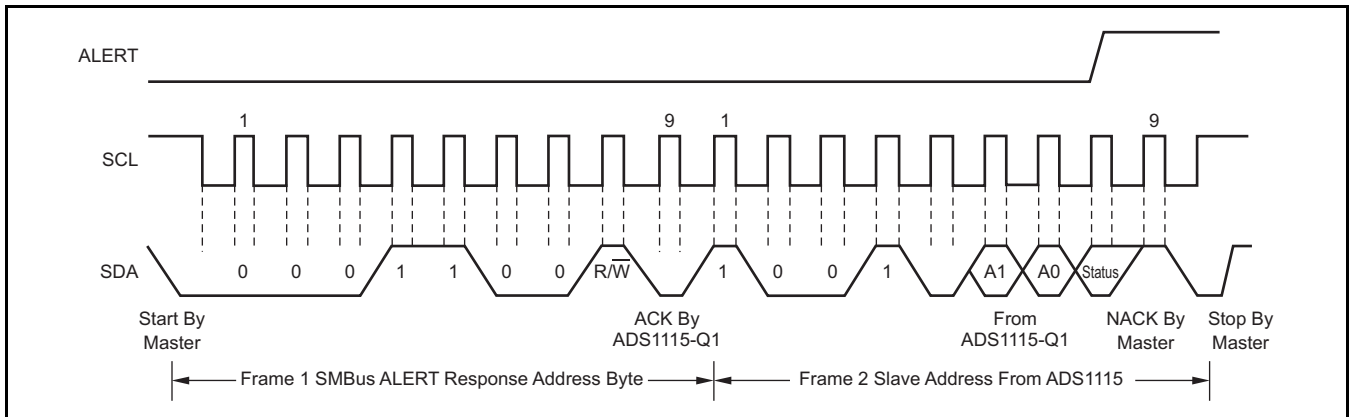 ALERT
1 9 1 9
SCL
SDA 0 0 0 1 1 0 0 R/W 1 0 0 1 A1 A0 Status
Start By
Master
ACK By
ADS1115-Q1
From
ADS1115-Q1
NACK By
Master
Stop By
Master
Frame 1 SMBus ALERT Response Address Byte
Frame 2 Slave Address From ADS1115